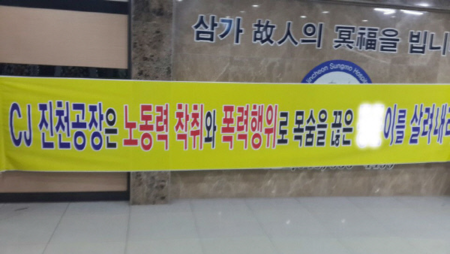 삼가 故人의 冥福을 빕니
CJ 진천공장은 노동력 착취와 폭력행위로 목숨을 끊은 이를 살려내라